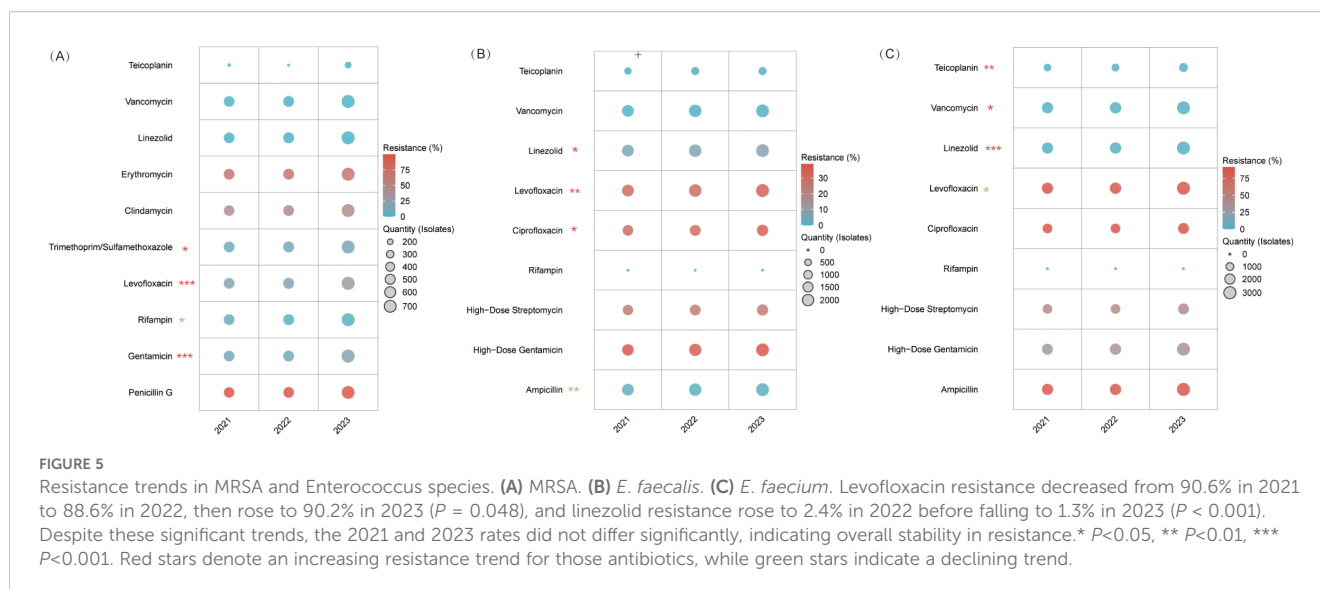 (A)
Teicoplanin
Vancomycin
Linezolid
Erythromycin
Clindamycin
Trimethoprim/Sulfamethoxazole *
Levofloxacin ***
Rifampin *
Gentamicin ***
Penicillin G
2021
2022
2023
Resistance (%)
75
50
25
0
Quantity (Isolates)
200
300
400
500
600
700
(B)
+
Teicoplanin
Vancomycin
Linezolid *
Levofloxacin **
Ciprofloxacin *
Rifampin
High-Dose Streptomycin
High-Dose Gentamicin
Ampicillin **
2021
2022
2023
Resistance (%)
30
20
10
0
Quantity (Isolates)
0
500
1000
1500
2000
(C)
Teicoplanin **
Vancomycin *
Linezolid ***
Levofloxacin *
Ciprofloxacin
Rifampin
High-Dose Streptomycin
High-Dose Gentamicin
Ampicillin
2021
2022
2023
Resistance (%)
75
50
25
0
Quantity (Isolates)
0
1000
2000
3000
FIGURE 5
Resistance trends in MRSA and Enterococcus species. (A) MRSA. (B) E. faecalis. (C) E. faecium. Levofloxacin resistance decreased from 90.6% in 2021
to 88.6% in 2022, then rose to 90.2% in 2023 (P = 0.048), and linezolid resistance rose to 2.4% in 2022 before falling to 1.3% in 2023 (P < 0.001).
Despite these significant trends, the 2021 and 2023 rates did not differ significantly, indicating overall stability in resistance.* P<0.05, ** P<0.01, ***
P<0.001. Red stars denote an increasing resistance trend for those antibiotics, while green stars indicate a declining trend.